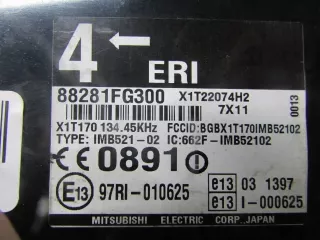 4 ← ERI
88281FG300 X1T22074H2
7X11
0013
X1T170 134.45KHz FCCID:BGBX1T170IMB52102
TYPE: IMB521-02 IC:662F-IMB52102
CE0891!
E13 97RI-010625
e13 03 1397
e13 I-000625
MITSUBISHI ELECTRIC CORP. JAPAN